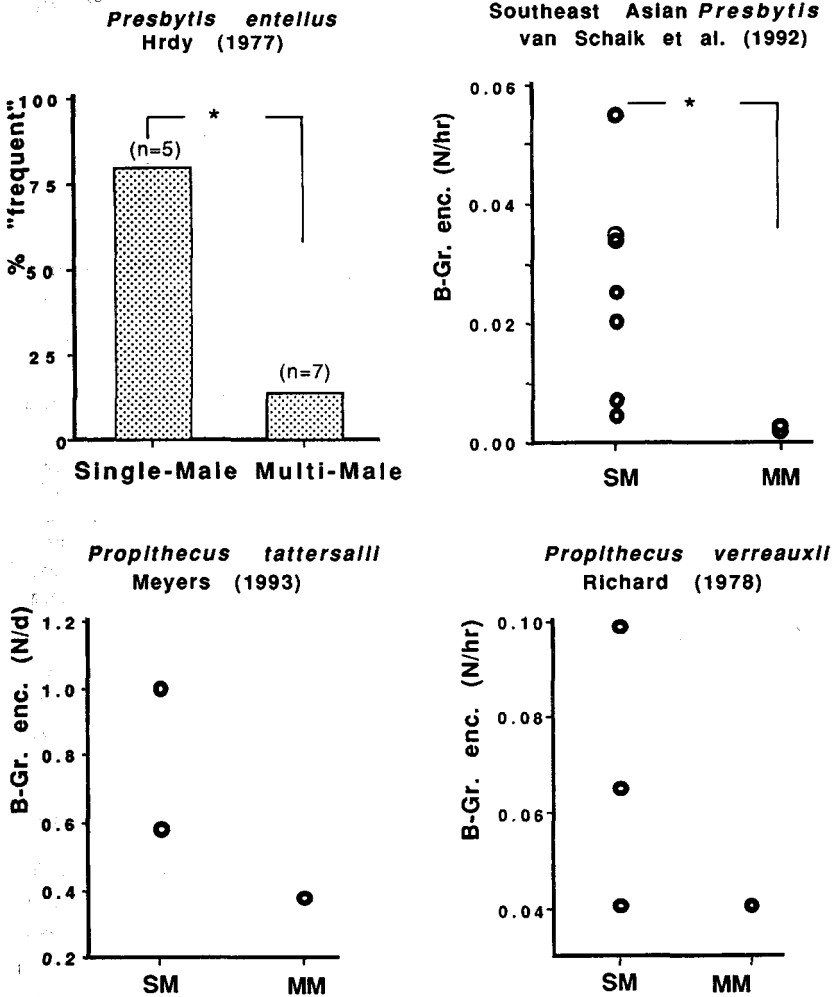 Presbytis entellus
Hrdy (1977)
% "frequent"
100
75
50
25
0
*
(n=5)
(n=7)
Single-Male Multi-Male
Southeast Asian Presbytis
van Schaik et al. (1992)
B-Gr. enc. (N/hr)
0.06
0.04
0.02
0.00
*
SM MM
Propithecus tattersalli
Meyers (1993)
B-Gr. enc. (N/d)
1.2
1.0
0.8
0.6
0.4
0.2
SM MM
Propithecus verreauxii
Richard (1978)
B-Gr. enc. (N/hr)
0.10
0.08
0.06
0.04
SM MM